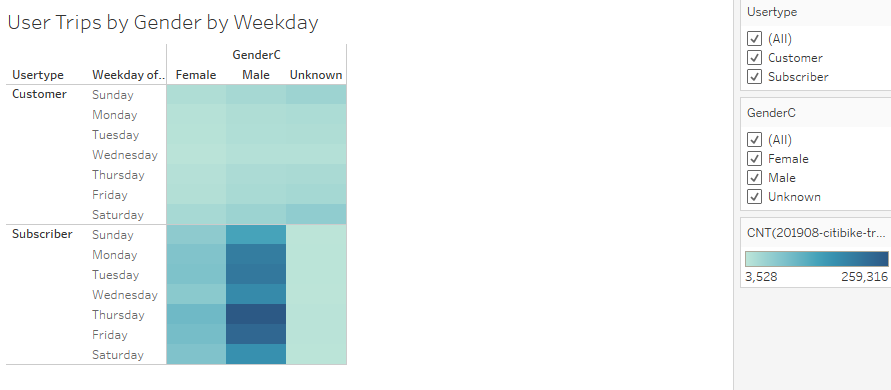 User Trips by Gender by Weekday
GenderC
Usertype Weekday of.. Female Male Unknown
Customer Sunday
Monday
Tuesday
Wednesday
Thursday
Friday
Saturday
Subscriber Sunday
Monday
Tuesday
Wednesday
Thursday
Friday
Saturday
Usertype
(All)
Customer
Subscriber
GenderC
(All)
Female
Male
Unknown
CNT(201908-citibike-tr...
3,528 259,316